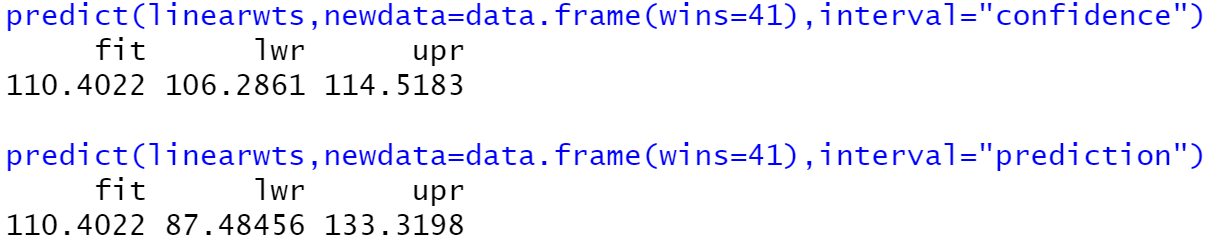 predict(linearwts,newdata=data.frame(wins=41),interval="confidence")
fit lwr upr
110.4022 106.2861 114.5183
predict(linearwts,newdata=data.frame(wins=41),interval="prediction")
fit lwr upr
110.4022 87.48456 133.3198